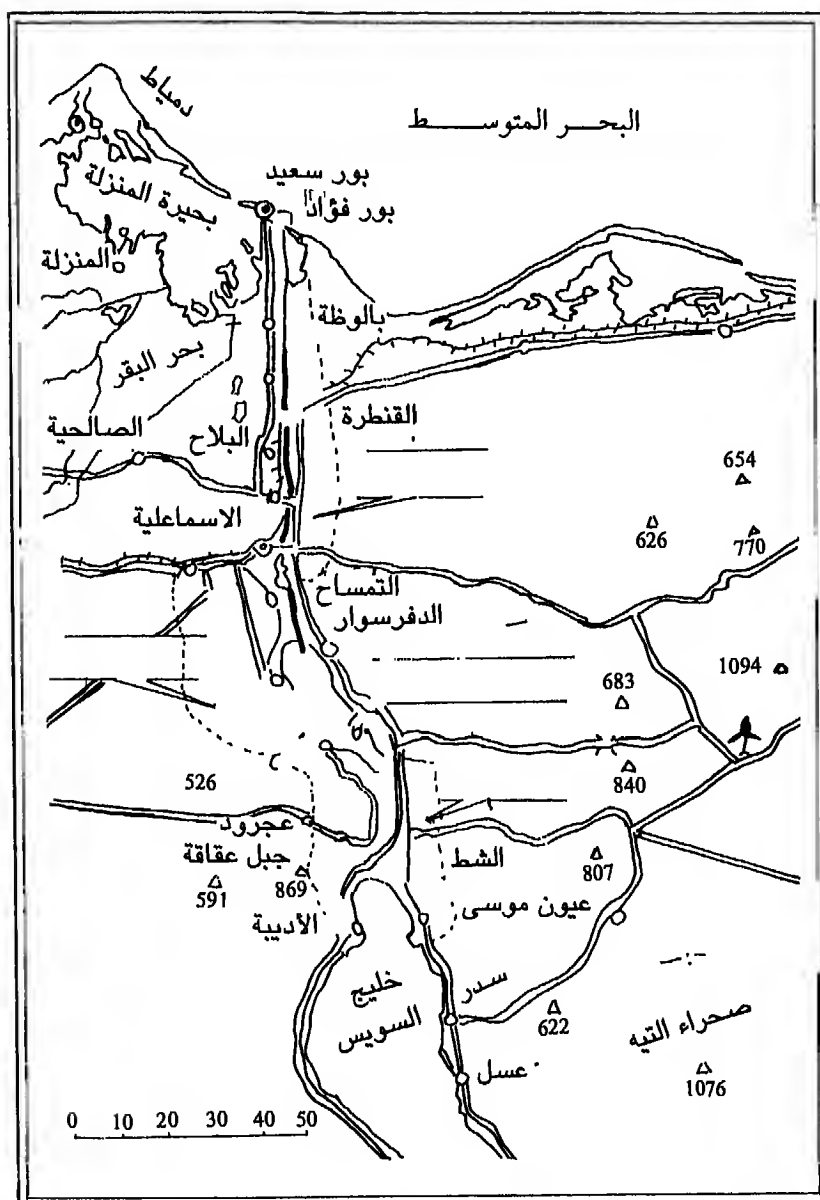 دمياط
البحـــر المتوســـــط
بور سعيد
بور فؤاد
بحيرة المنزلة
المنزلة
بالوظة
بحر البقر
القنطرة
الصالحية
البلاح
654
626
770
الاسماعلية
التمساح
الدفرسوار
683
1094
840
526
عجرود
جبل عقاقة
591
869
الشط
807
الأديبة
عيون موسى
خليج
السويس
سدر
622
صحراء التيه
1076
عسل
0 10 20 30 40 50